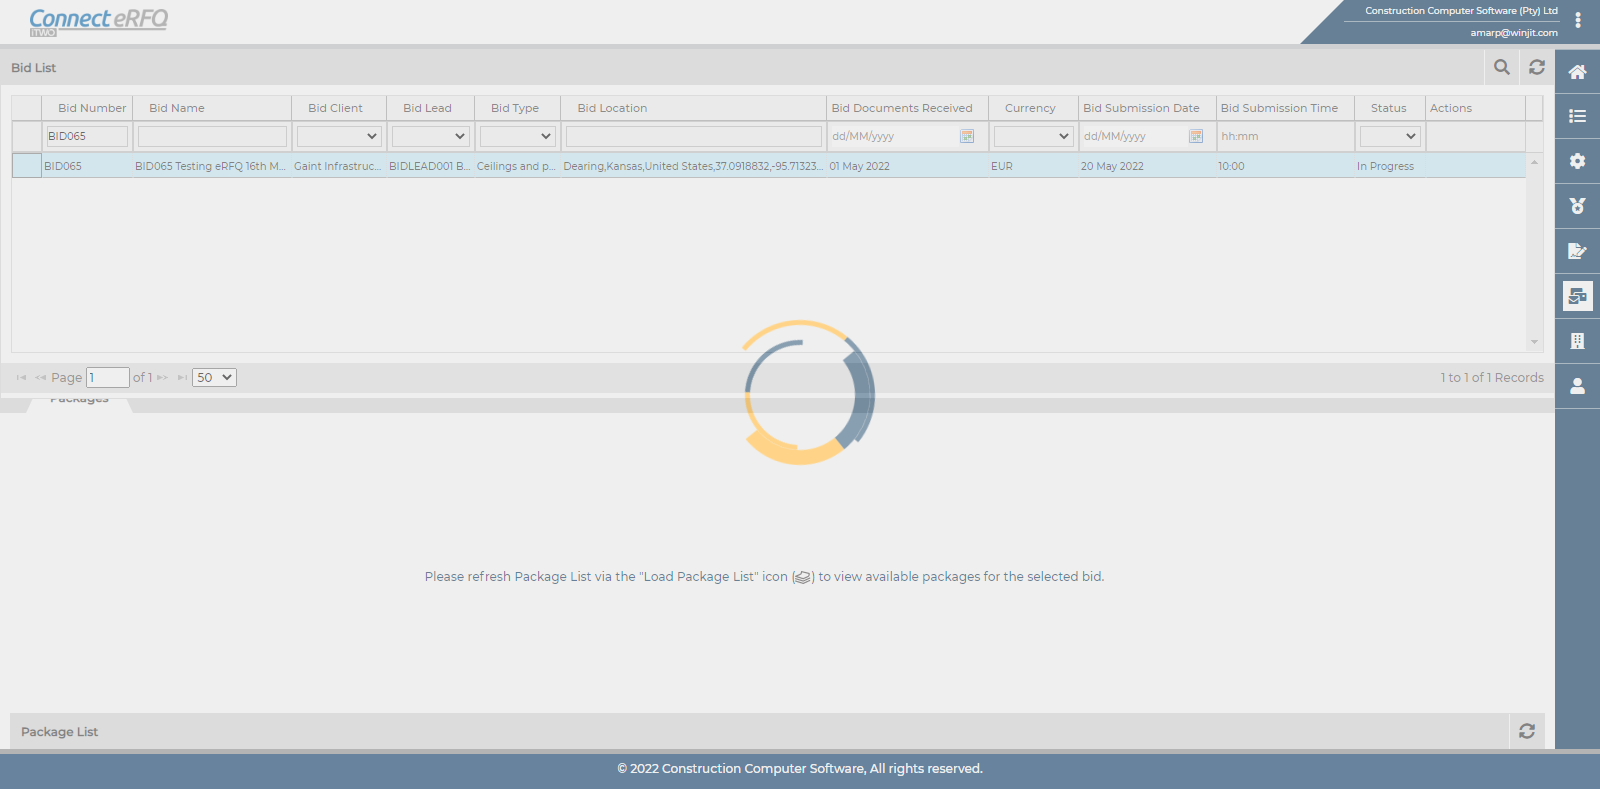 Connect eRFQ
iTWO
Construction Computer Software (Pty) Ltd
amarp@winjit.com
Bid List
Bid Number Bid Name Bid Client Bid Lead Bid Type Bid Location Bid Documents Received Currency Bid Submission Date Bid Submission Time Status Actions
BID065 dd/MM/yyyy dd/MM/yyyy hh:mm
BID065 BID065 Testing eRFQ 16th M... Gaint Infrastruc... BIDLEAD001 B... Ceilings and p... Dearing,Kansas,United States,37.0918832,-95.71323... 01 May 2022 EUR 20 May 2022 10:00 In Progress
Page 1 of 1 50 1 to 1 of 1 Records
Packages
Please refresh Package List via the "Load Package List" icon () to view available packages for the selected bid.
Package List
© 2022 Construction Computer Software, All rights reserved.